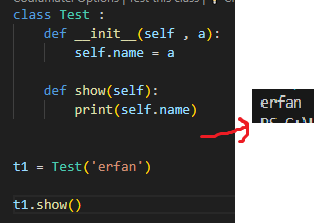 class Test :
def __init__(self , a):
self.name = a
def show(self):
print(self.name)
t1 = Test('erfan')
t1.show()
erfan